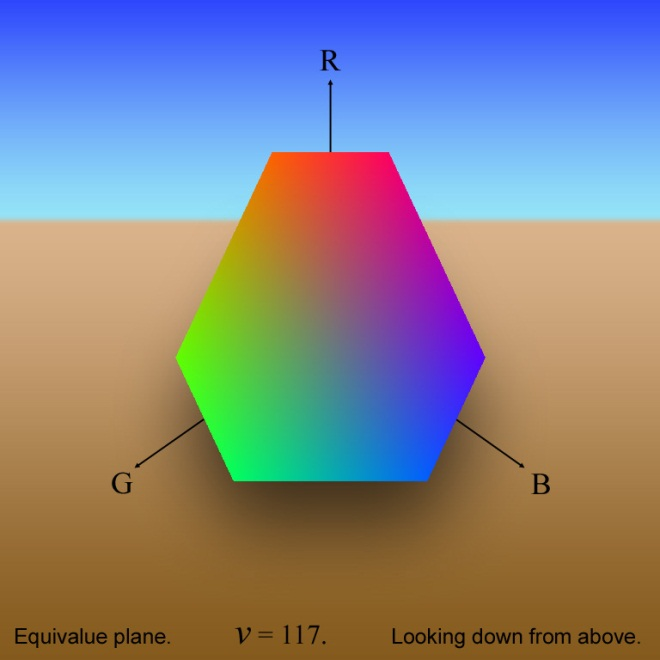 R
G
B
Equivalue plane. v = 117. Looking down from above.